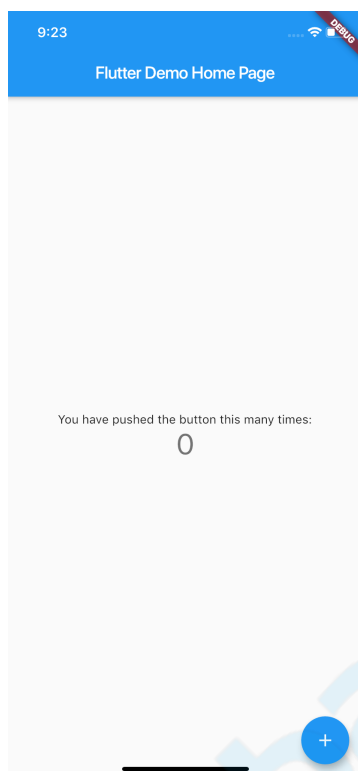 9:23
DEBUG
Flutter Demo Home Page
You have pushed the button this many times:
0
+